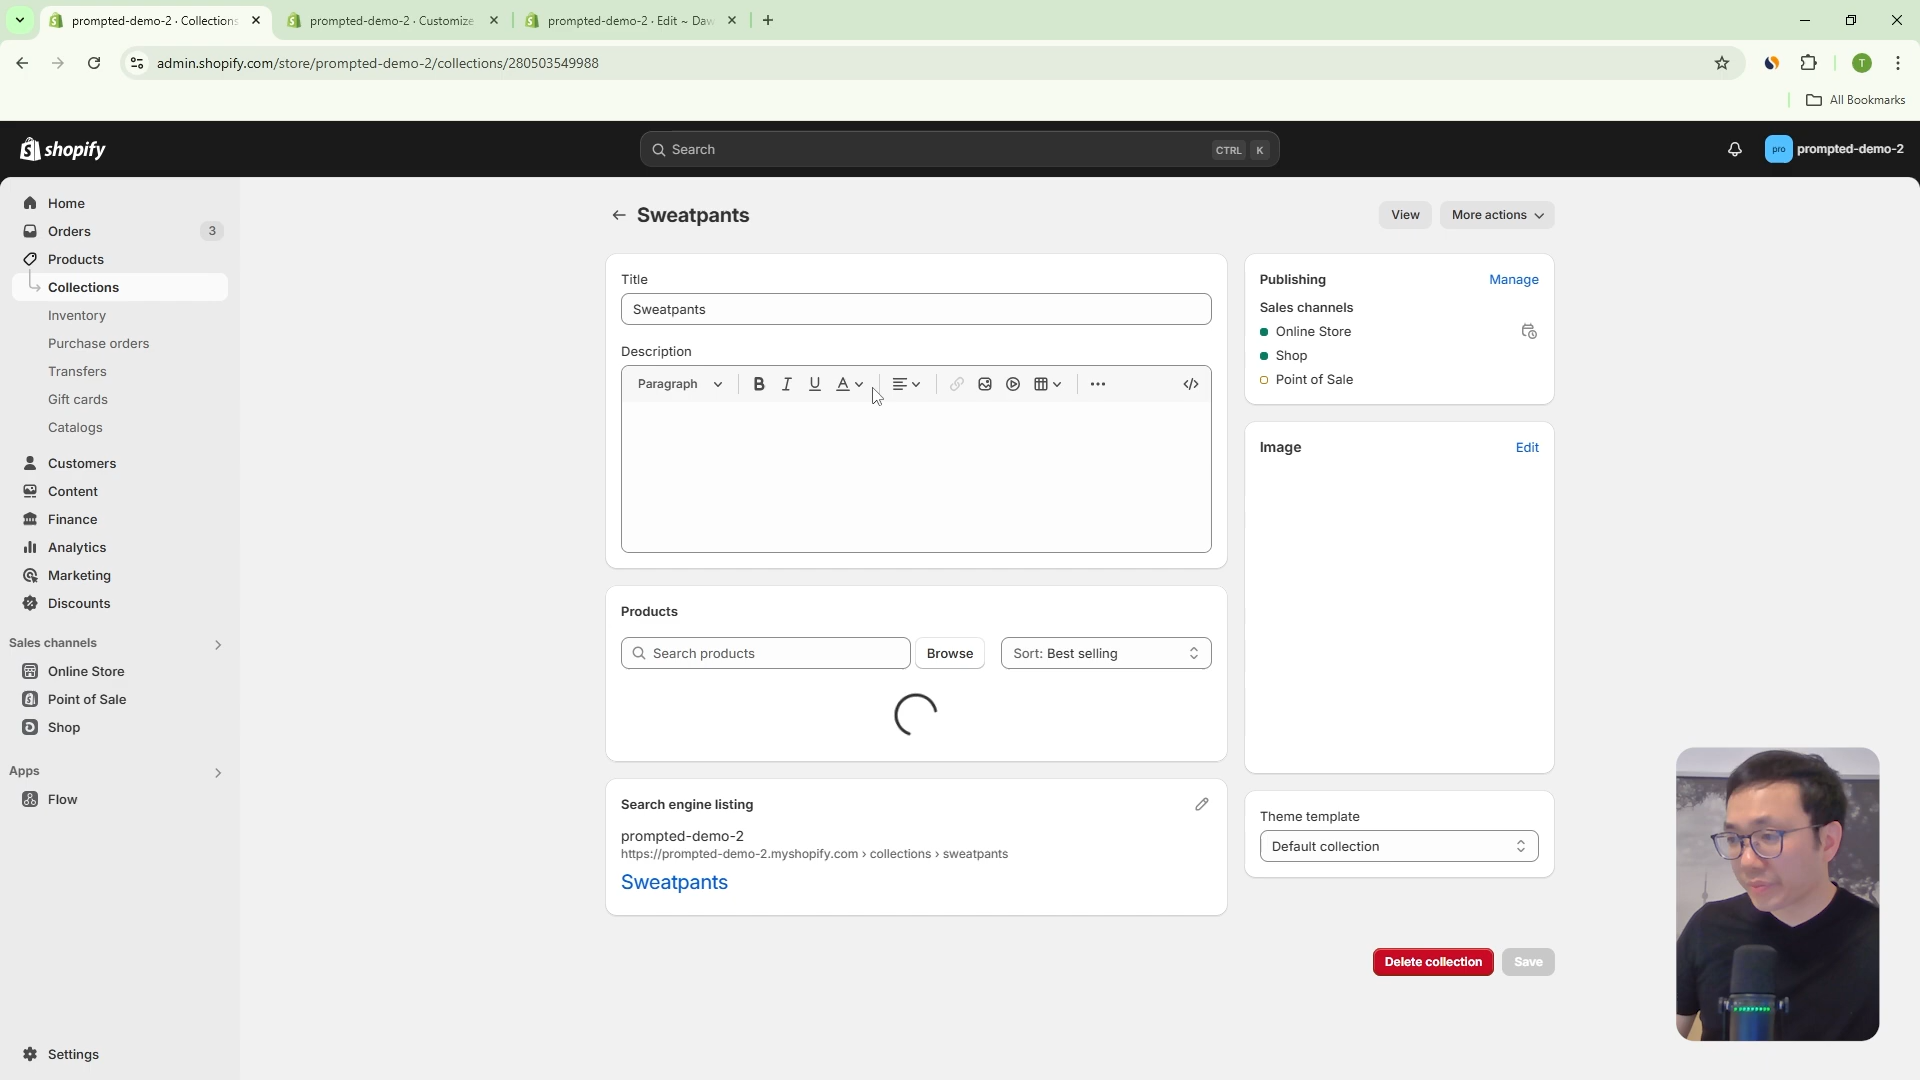 prompted-demo-2 · Collections
prompted-demo-2 · Customize
prompted-demo-2 · Edit ~ Daw
admin.shopify.com/store/prompted-demo-2/collections/280503549988
T
All Bookmarks
shopify
Search
CTRL K
pro
prompted-demo-2
Home
Orders
3
Products
Collections
Inventory
Purchase orders
Transfers
Gift cards
Catalogs
Customers
Content
Finance
Analytics
Marketing
Discounts
Sales channels
Online Store
Point of Sale
Shop
Apps
Flow
Settings
Sweatpants
View
More actions
Title
Sweatpants
Description
Paragraph
B I U A
Products
Search products
Browse
Sort: Best selling
Search engine listing
prompted-demo-2
https://prompted-demo-2.myshopify.com › collections › sweatpants
Sweatpants
Publishing
Manage
Sales channels
Online Store
Shop
Point of Sale
Image
Edit
Theme template
Default collection
Delete collection
Save